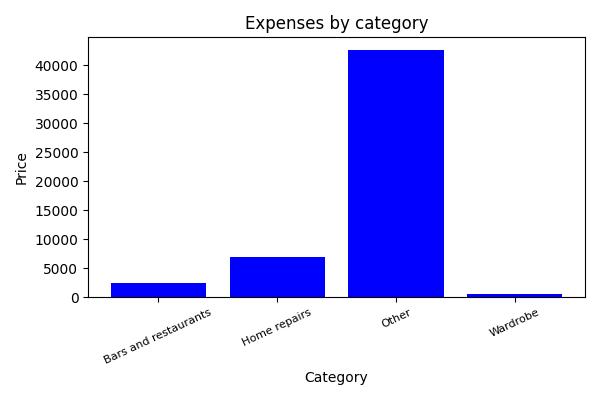 Expenses by category
Price
40000
35000
30000
25000
20000
15000
10000
5000
0
Bars and restaurants
Home repairs
Other
Wardrobe
Category